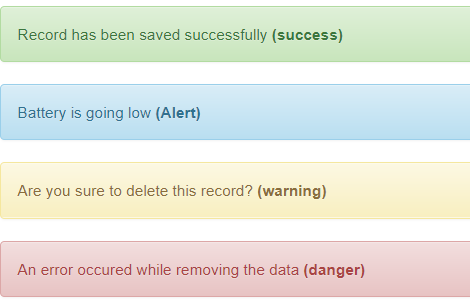 Record has been saved successfully (success)
Battery is going low (Alert)
Are you sure to delete this record? (warning)
An error occured while removing the data (danger)